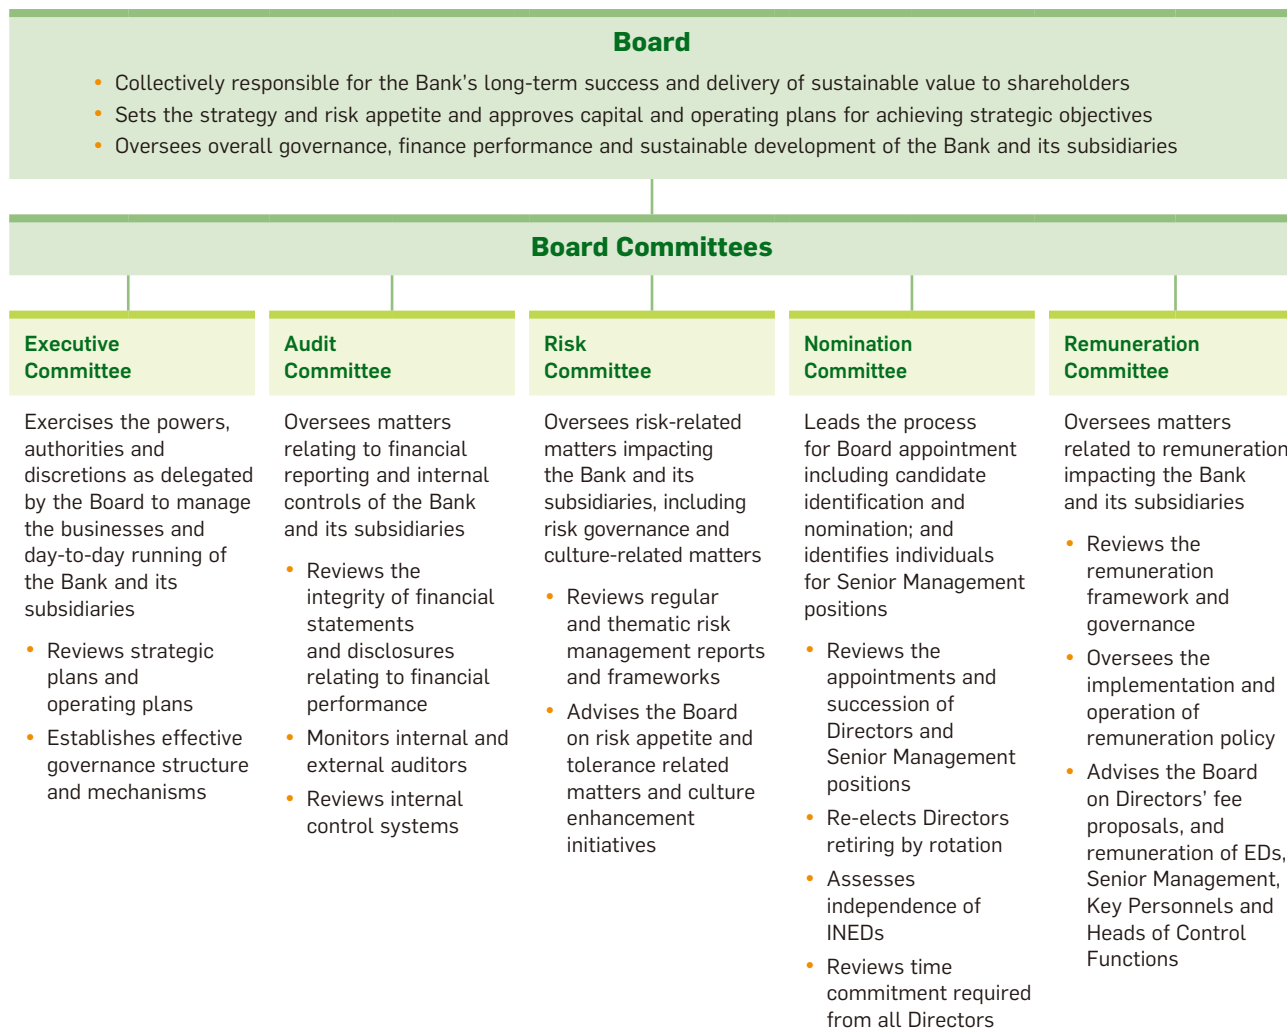 Board
• Collectively responsible for the Bank's long-term success and delivery of sustainable value to shareholders
• Sets the strategy and risk appetite and approves capital and operating plans for achieving strategic objectives
• Oversees overall governance, finance performance and sustainable development of the Bank and its subsidiaries
Board Committees
Executive
Committee
Exercises the powers,
authorities and
discretions as delegated
by the Board to manage
the businesses and
day-to-day running of
the Bank and its
subsidiaries
• Reviews strategic
plans and
operating plans
• Establishes effective
governance structure
and mechanisms
Audit
Committee
Oversees matters
relating to financial
reporting and internal
controls of the Bank
and its subsidiaries
• Reviews the
integrity of financial
statements
and disclosures
relating to financial
performance
• Monitors internal and
external auditors
• Reviews internal
control systems
Risk
Committee
Oversees risk-related
matters impacting
the Bank and its
subsidiaries, including
risk governance and
culture-related matters
• Reviews regular
and thematic risk
management reports
and frameworks
• Advises the Board
on risk appetite and
tolerance related
matters and culture
enhancement
initiatives
Nomination
Committee
Leads the process
for Board appointment
including candidate
identification and
nomination; and
identifies individuals
for Senior Management
positions
• Reviews the
appointments and
succession of
Directors and
Senior Management
positions
• Re-elects Directors
retiring by rotation
• Assesses
independence of
INEDs
• Reviews time
commitment required
from all Directors
Remuneration
Committee
Oversees matters
related to remuneration
impacting the Bank
and its subsidiaries
• Reviews the
remuneration
framework and
governance
• Oversees the
implementation and
operation of
remuneration policy
• Advises the Board
on Directors' fee
proposals, and
remuneration of EDs,
Senior Management,
Key Personnels and
Heads of Control
Functions